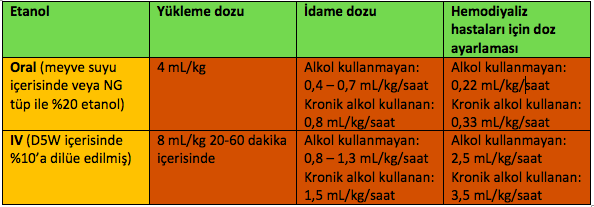 Etanol
Yükleme dozu
İdame dozu
Hemodiyaliz
hastaları için doz
ayarlaması
Oral (meyve suyu
içerisinde veya NG
tüp ile %20 etanol)
4 mL/kg
Alkol kullanmayan:
0,4 – 0,7 mL/kg/saat
Kronik alkol kullanan:
0,8 mL/kg/saat
Alkol kullanmayan:
0,22 mL/kg/saat
Kronik alkol kullanan:
0,33 mL/kg/saat
IV (D5W içerisinde
%10’a dilüe edilmiş)
8 mL/kg 20-60 dakika
içerisinde
Alkol kullanmayan:
0,8 – 1,3 mL/kg/saat
Kronik alkol kullanan:
1,5 mL/kg/saat
Alkol kullanmayan:
2,5 mL/kg/saat
Kronik alkol kullanan:
3,5 mL/kg/saat